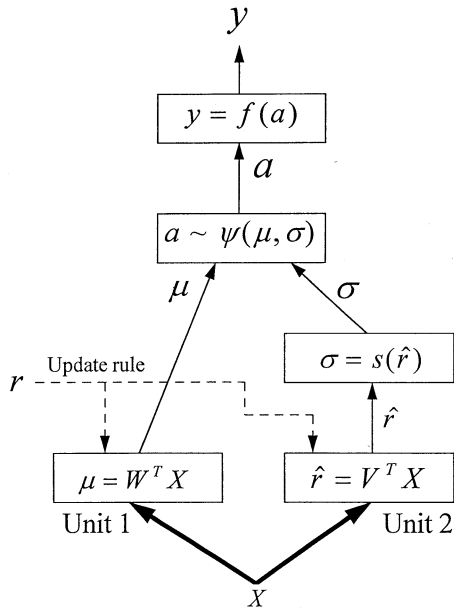 y
y = f(a)
a
a ~ ψ(μ, σ)
μ
σ
σ = s(r̂)
Update rule
r
r̂
μ = W^T X
r̂ = V^T X
Unit 1
Unit 2
X